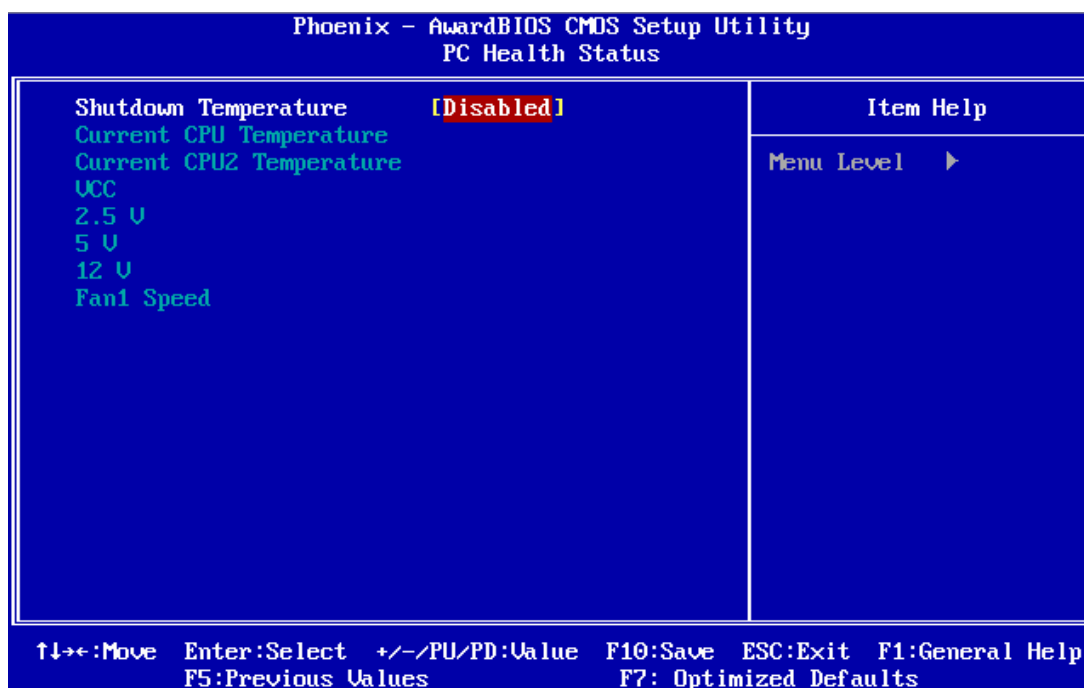 Phoenix - AwardBIOS CMOS Setup Utility
PC Health Status
Shutdown Temperature [Disabled]
Current CPU Temperature
Current CPU2 Temperature
VCC
2.5 V
5 V
12 V
Fan1 Speed
Item Help
Menu Level ▶
↑↓→←:Move Enter:Select +/-/PU/PD:Value F10:Save ESC:Exit F1:General Help
F5:Previous Values F7: Optimized Defaults